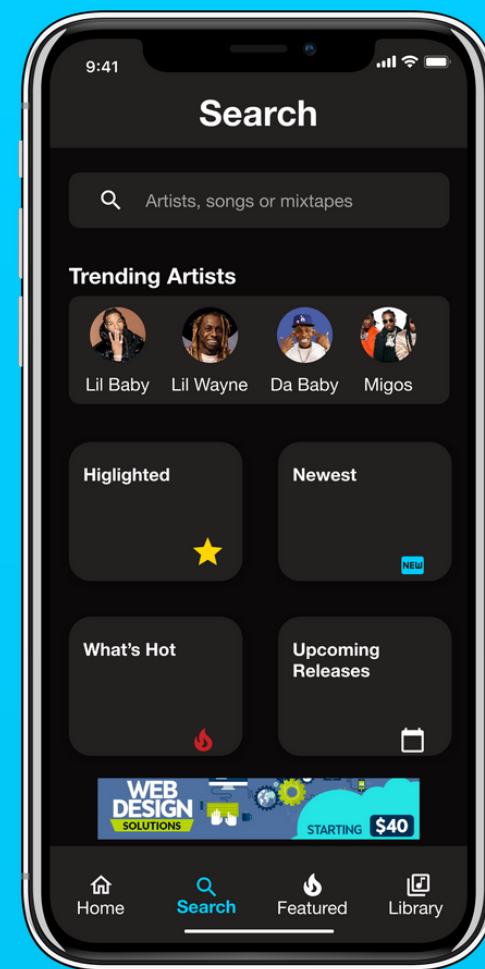 9:41
Search
Artists, songs or mixtapes
Trending Artists
Lil Baby Lil Wayne Da Baby Migos
Higlighted
Newest
NEW
What's Hot
Upcoming
Releases
WEB
DESIGN
SOLUTIONS
STARTING $40
Home Search Featured Library